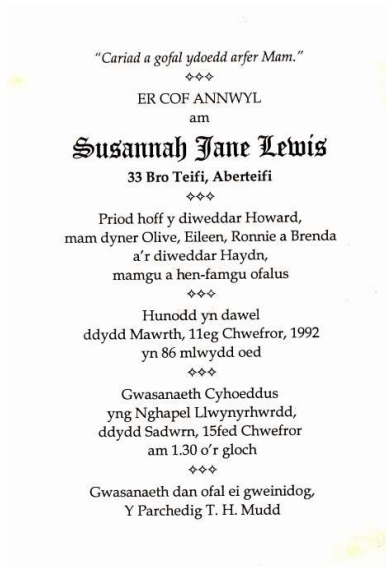 "Cariad a gofal ydoedd arfer Mam."
ER COF ANNWYL
am
Susannah Jane Lewis
33 Bro Teifi, Aberteifi
Priod hoff y diweddar Howard,
mam dyner Olive, Eileen, Ronnie a Brenda
a'r diweddar Haydn,
mamgu a hen-famgu ofalus
Hunodd yn dawel
ddydd Mawrth, 11eg Chwefror, 1992
yn 86 mlwydd oed
Gwasanaeth Cyhoeddus
yng Nghapel Llwynyrhwrdd,
ddydd Sadwrn, 15fed Chwefror
am 1.30 o'r gloch
Gwasanaeth dan ofal ei gweinidog,
Y Parchedig T. H. Mudd